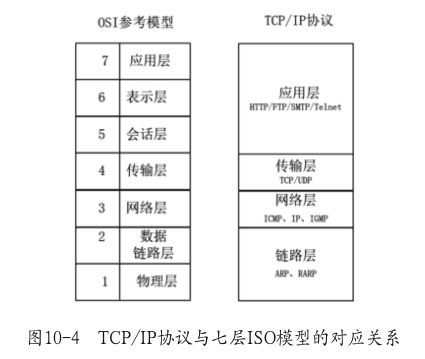 OSI参考模型
7 应用层
6 表示层
5 会话层
4 传输层
3 网络层
2 数据
链路层
1 物理层
TCP/IP协议
应用层
HTTP/FTP/SMTP/Telnet
传输层
TCP/UDP
网络层
ICMP、IP、IGMP
链路层
ARP、RARP
图10-4 TCP/IP协议与七层ISO模型的对应关系